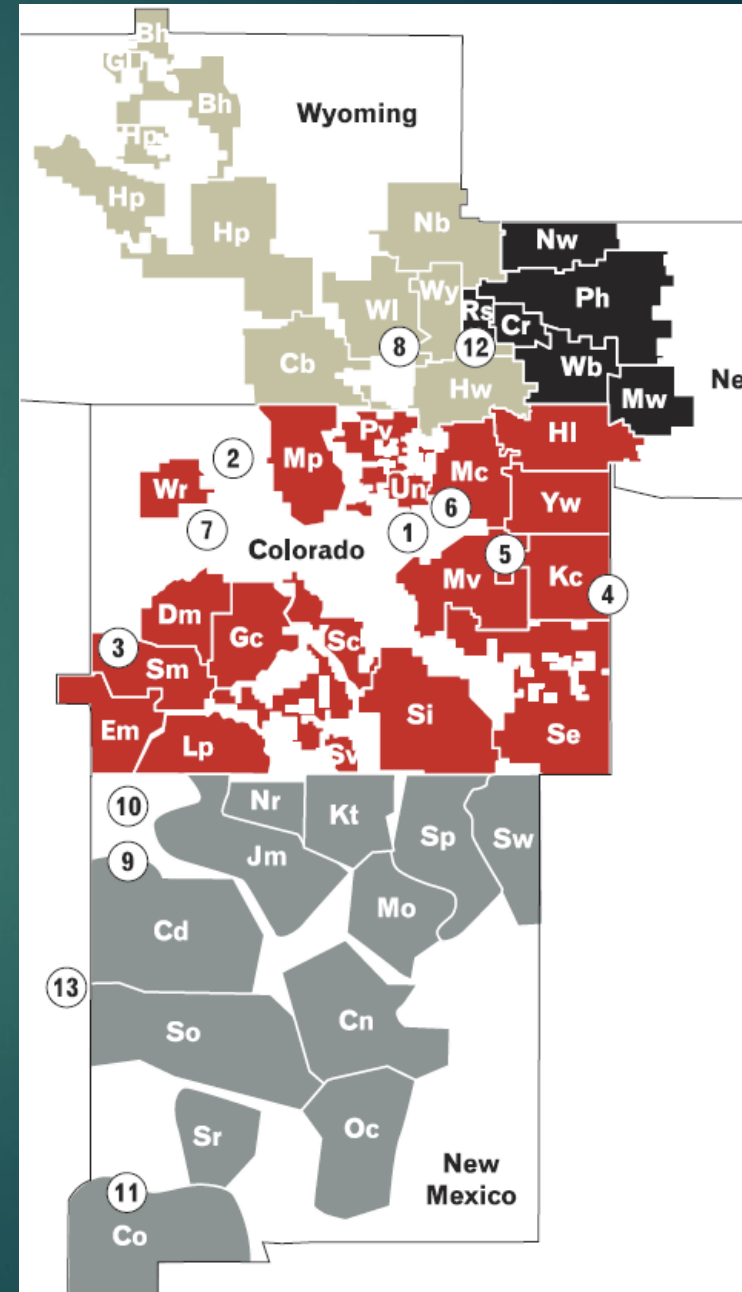 Bh
GL
Bh
Wyoming
Hp
Hp
Hp
Nb
Nw
Wy
Ph
Wl
Rs
Cr
8
12
Cb
Wb
Hw
Ne
Mw
Pv
Hl
Mp
2
Mc
Wr
Un
Yw
6
7
1
Colorado
5
Mv
Kc
4
Dm
Gc
Sc
3
Sm
Si
Em
Se
Lp
Sv
10
Nr
Kt
Sp
Sw
Jm
9
Mo
Cd
13
Cn
So
Oc
Sr
New
Mexico
11
Co